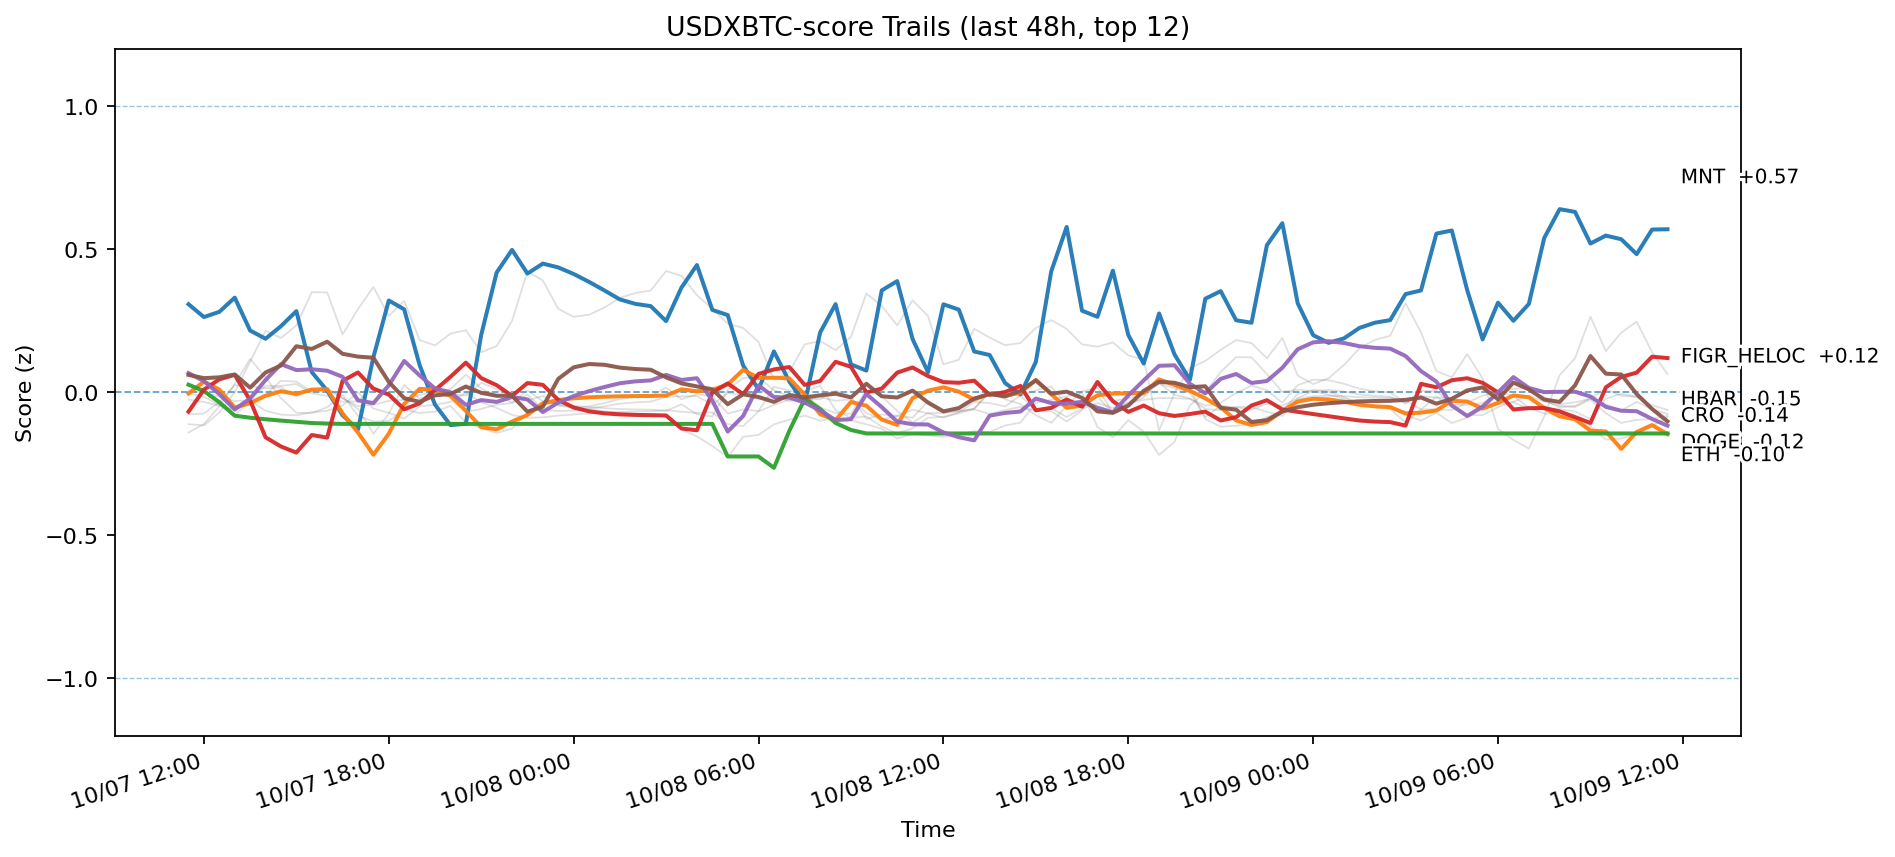 USDXBTC-score Trails (last 48h, top 12)
1.0
0.5
0.0
−0.5
−1.0
Score (z)
MNT +0.57
FIGR_HELOC +0.12
HBAR -0.15
CRO -0.14
DOGE -0.12
ETH -0.10
10/07 12:00
10/07 18:00
10/08 00:00
10/08 06:00
10/08 12:00
10/08 18:00
10/09 00:00
10/09 06:00
10/09 12:00
Time